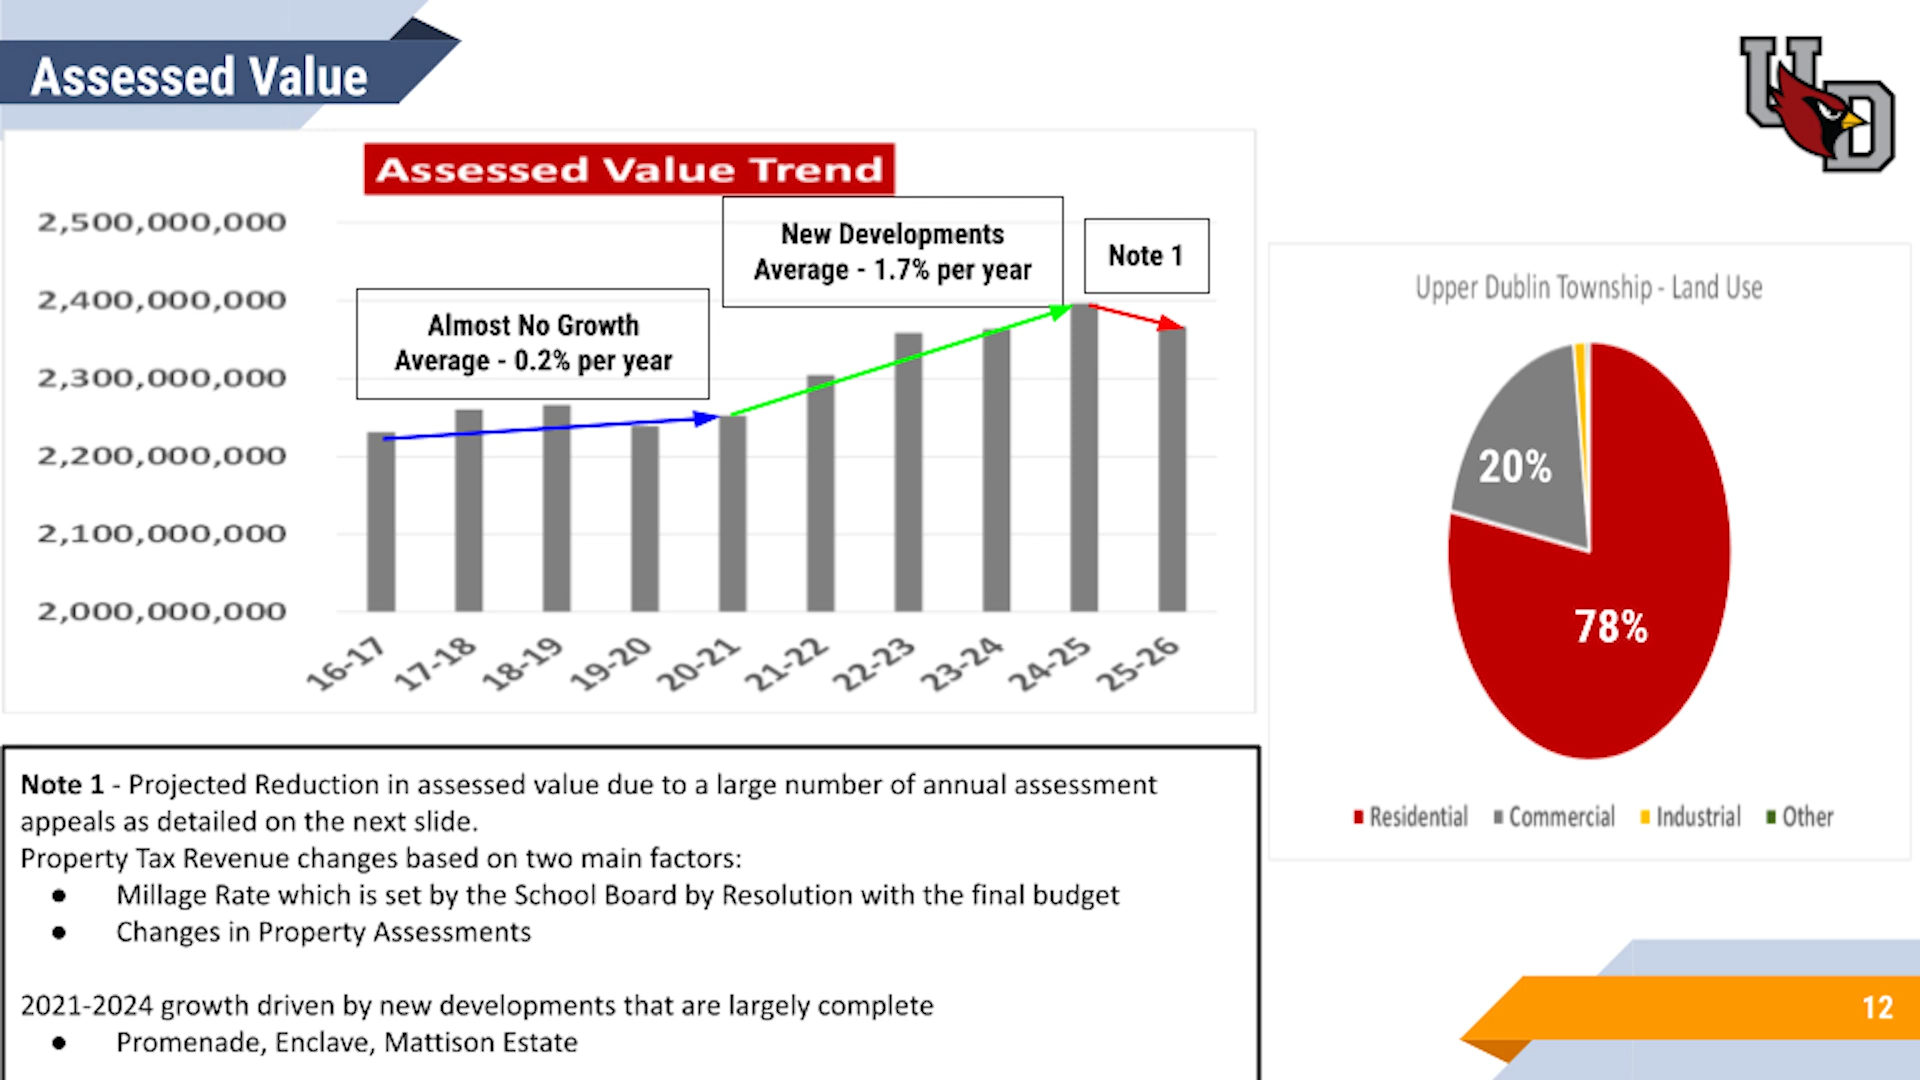 Assessed Value
UD
Assessed Value Trend
2,500,000,000
2,400,000,000
2,300,000,000
2,200,000,000
2,100,000,000
2,000,000,000
Almost No Growth
Average - 0.2% per year
New Developments
Average - 1.7% per year
Note 1
16-17
17-18
18-19
19-20
20-21
21-22
22-23
23-24
24-25
25-26
Upper Dublin Township - Land Use
20%
78%
Residential
Commercial
Industrial
Other
Note 1 - Projected Reduction in assessed value due to a large number of annual assessment
appeals as detailed on the next slide.
Property Tax Revenue changes based on two main factors:
● Millage Rate which is set by the School Board by Resolution with the final budget
● Changes in Property Assessments
2021-2024 growth driven by new developments that are largely complete
● Promenade, Enclave, Mattison Estate
12